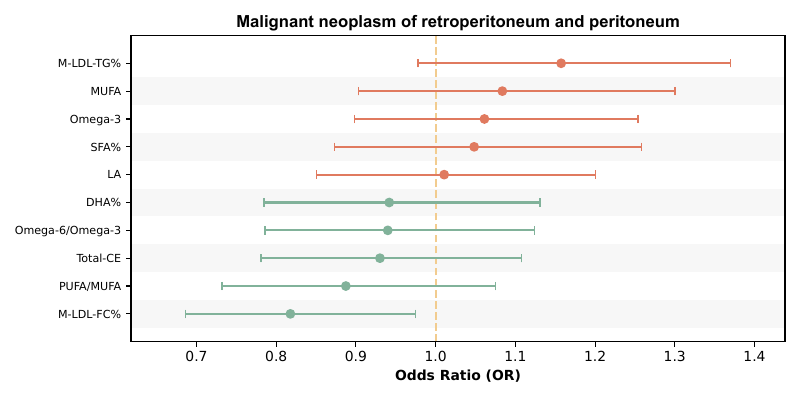 Malignant neoplasm of retroperitoneum and peritoneum
M-LDL-TG%
MUFA
Omega-3
SFA%
LA
DHA%
Omega-6/Omega-3
Total-CE
PUFA/MUFA
M-LDL-FC%
0.7 0.8 0.9 1.0 1.1 1.2 1.3 1.4
Odds Ratio (OR)